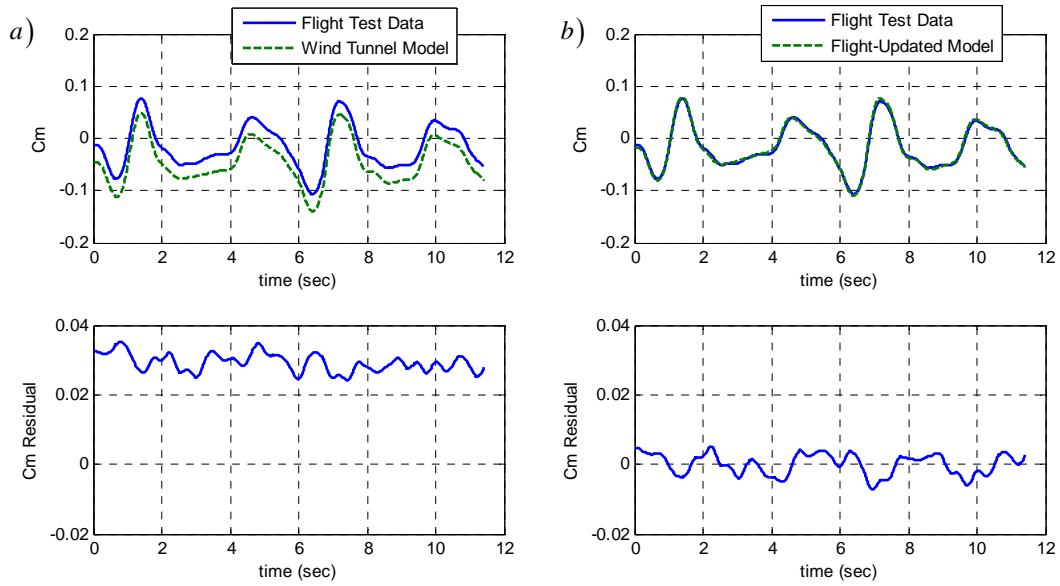 a)
Flight Test Data
Wind Tunnel Model
0.2
0.1
0
-0.1
-0.2
Cm
0 2 4 6 8 10 12
time (sec)
0.04
0.02
0
-0.02
Cm Residual
0 2 4 6 8 10 12
time (sec)
b)
Flight Test Data
Flight-Updated Model
0.2
0.1
0
-0.1
-0.2
Cm
0 2 4 6 8 10 12
time (sec)
0.04
0.02
0
-0.02
Cm Residual
0 2 4 6 8 10 12
time (sec)